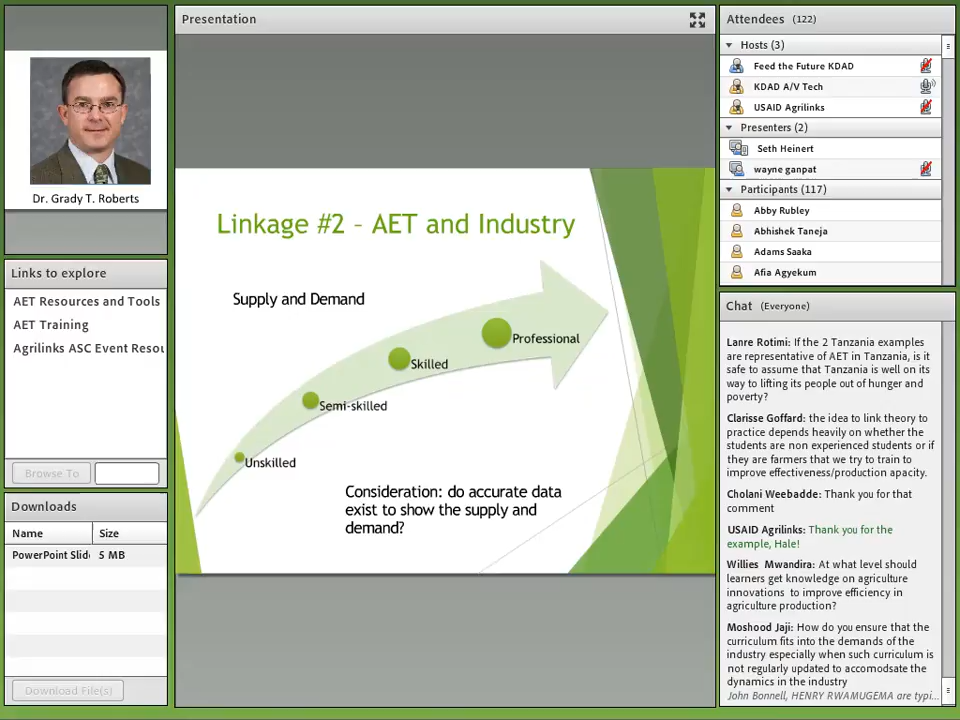 Dr. Grady T. Roberts
Links to explore
AET Resources and Tools
AET Training
Agrilinks ASC Event Resou
Browse To
Downloads
Name Size
PowerPoint Slide 5 MB
Download File(s)
Presentation
Linkage #2 – AET and Industry
Supply and Demand
Professional
Skilled
Semi-skilled
Unskilled
Consideration: do accurate data
exist to show the supply and
demand?
Attendees (122)
Hosts (3)
Feed the Future KDAD
KDAD A/V Tech
USAID Agrilinks
Presenters (2)
Seth Heinert
wayne ganpat
Participants (117)
Abby Rubley
Abhishek Taneja
Adams Saaka
Afia Agyekum
Chat (Everyone)
Lanre Rotimi: If the 2 Tanzania examples
are representative of AET in Tanzania, is it
safe to assume that Tanzania is well on its
way to lifting its people out of hunger and
poverty?
Clarisse Goffard: the idea to link theory to
practice depends heavily on whether the
students are non experienced students or if
they are farmers that we try to train to
improve effectiveness/production apacity.
Cholani Weebadde: Thank you for that
comment
USAID Agrilinks: Thank you for the
example, Hale!
Willies Mwandira: At what level should
learners get knowledge on agriculture
innovations to improve efficiency in
agriculture production?
Moshood Jaji: How do you ensure that the
curriculum fits into the demands of the
industry especially when such curriculum is
not regularly updated to accomodsate the
dynamics in the industry
John Bonnell, HENRY RWAMUGEMA are typi...